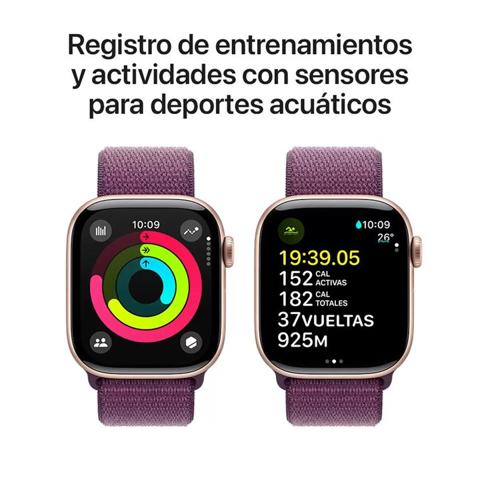 Registro de entrenamientos
y actividades con sensores
para deportes acuáticos
10:09
10:09
26°
19:39.05
152 CAL ACTIVAS
182 CAL TOTALES
37VUELTAS
925M